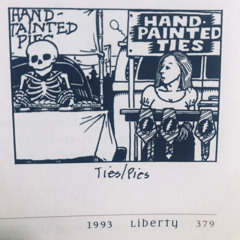 HAND-
PAINTED
PIES
HAND-
PAINTED
TIES
Ties/Pies
1993 Liberty 379